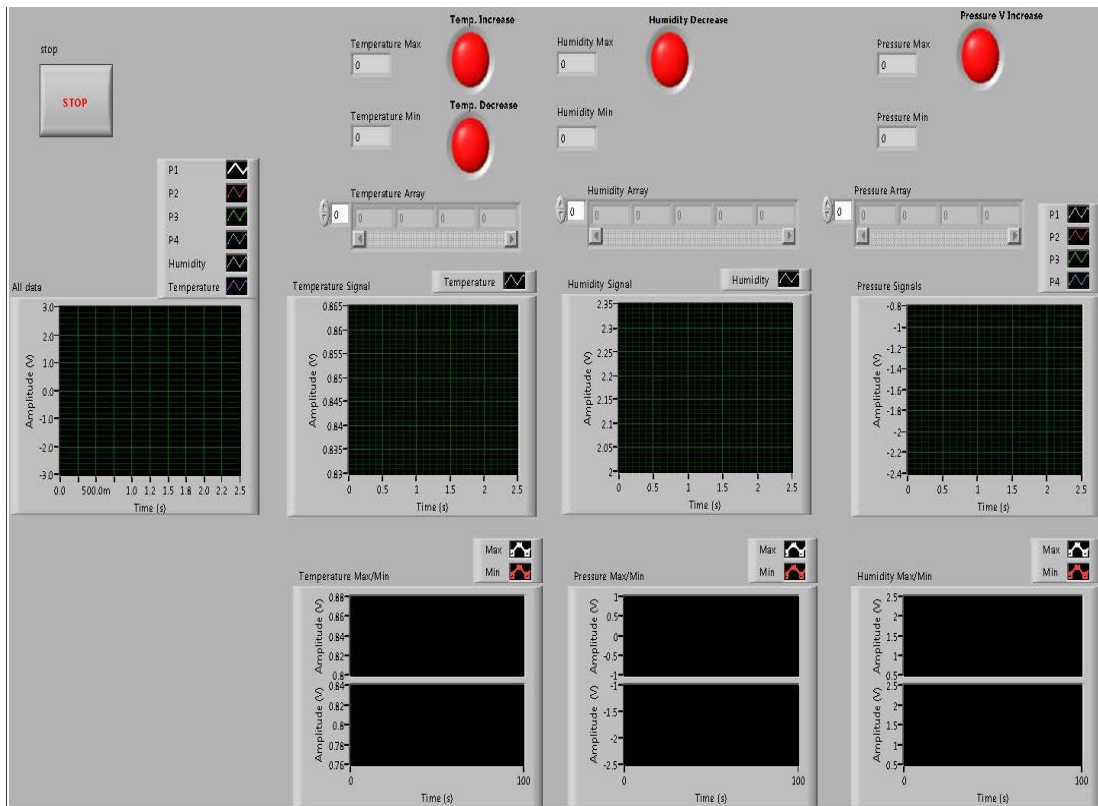 stop
STOP
Temp. Increase
Temperature Max
0
Temp. Decrease
Temperature Min
0
Humidity Decrease
Humidity Max
0
Humidity Min
0
Pressure V Increase
Pressure Max
0
Pressure Min
0
P1
P2
P3
P4
Humidity
Temperature
Temperature Array
0
0 0 0 0
Humidity Array
0
0 0 0 0 0
Pressure Array
0
0 0 0 0
P1
P2
P3
P4
All data
Amplitude (V)
3.0
2.0
1.0
0.0
-1.0
-2.0
-3.0
0.0 500.0m 1.0 1.2 1.5 1.8 2.0 2.2 2.5
Time (s)
Temperature Signal
Temperature
Amplitude (V)
0.865
0.86
0.855
0.85
0.845
0.84
0.835
0.83
0 0.5 1 1.5 2 2.5
Time (s)
Humidity Signal
Humidity
Amplitude (V)
2.35
2.3
2.25
2.2
2.15
2.1
2.05
2
0 0.5 1 1.5 2 2.5
Time (s)
Pressure Signals
Amplitude (V)
-0.8
-1
-1.2
-1.4
-1.6
-1.8
-2
-2.2
-2.4
0 0.5 1 1.5 2 2.5
Time (s)
Temperature Max/Min
Max
Min
Amplitude (V)
0.88
0.86
0.84
0.82
0.8
Amplitude (V)
0.84
0.82
0.8
0.78
0.76
0 100
Time (s)
Pressure Max/Min
Max
Min
Amplitude (V)
1
0.5
0
-0.5
-1
Amplitude (V)
-1
-1.5
-2
-2.5
0 100
Time (s)
Humidity Max/Min
Max
Min
Amplitude (V)
2.5
2
1.5
1
0.5
Amplitude (V)
2.5
2
1.5
1
0.5
0 100
Time (s)